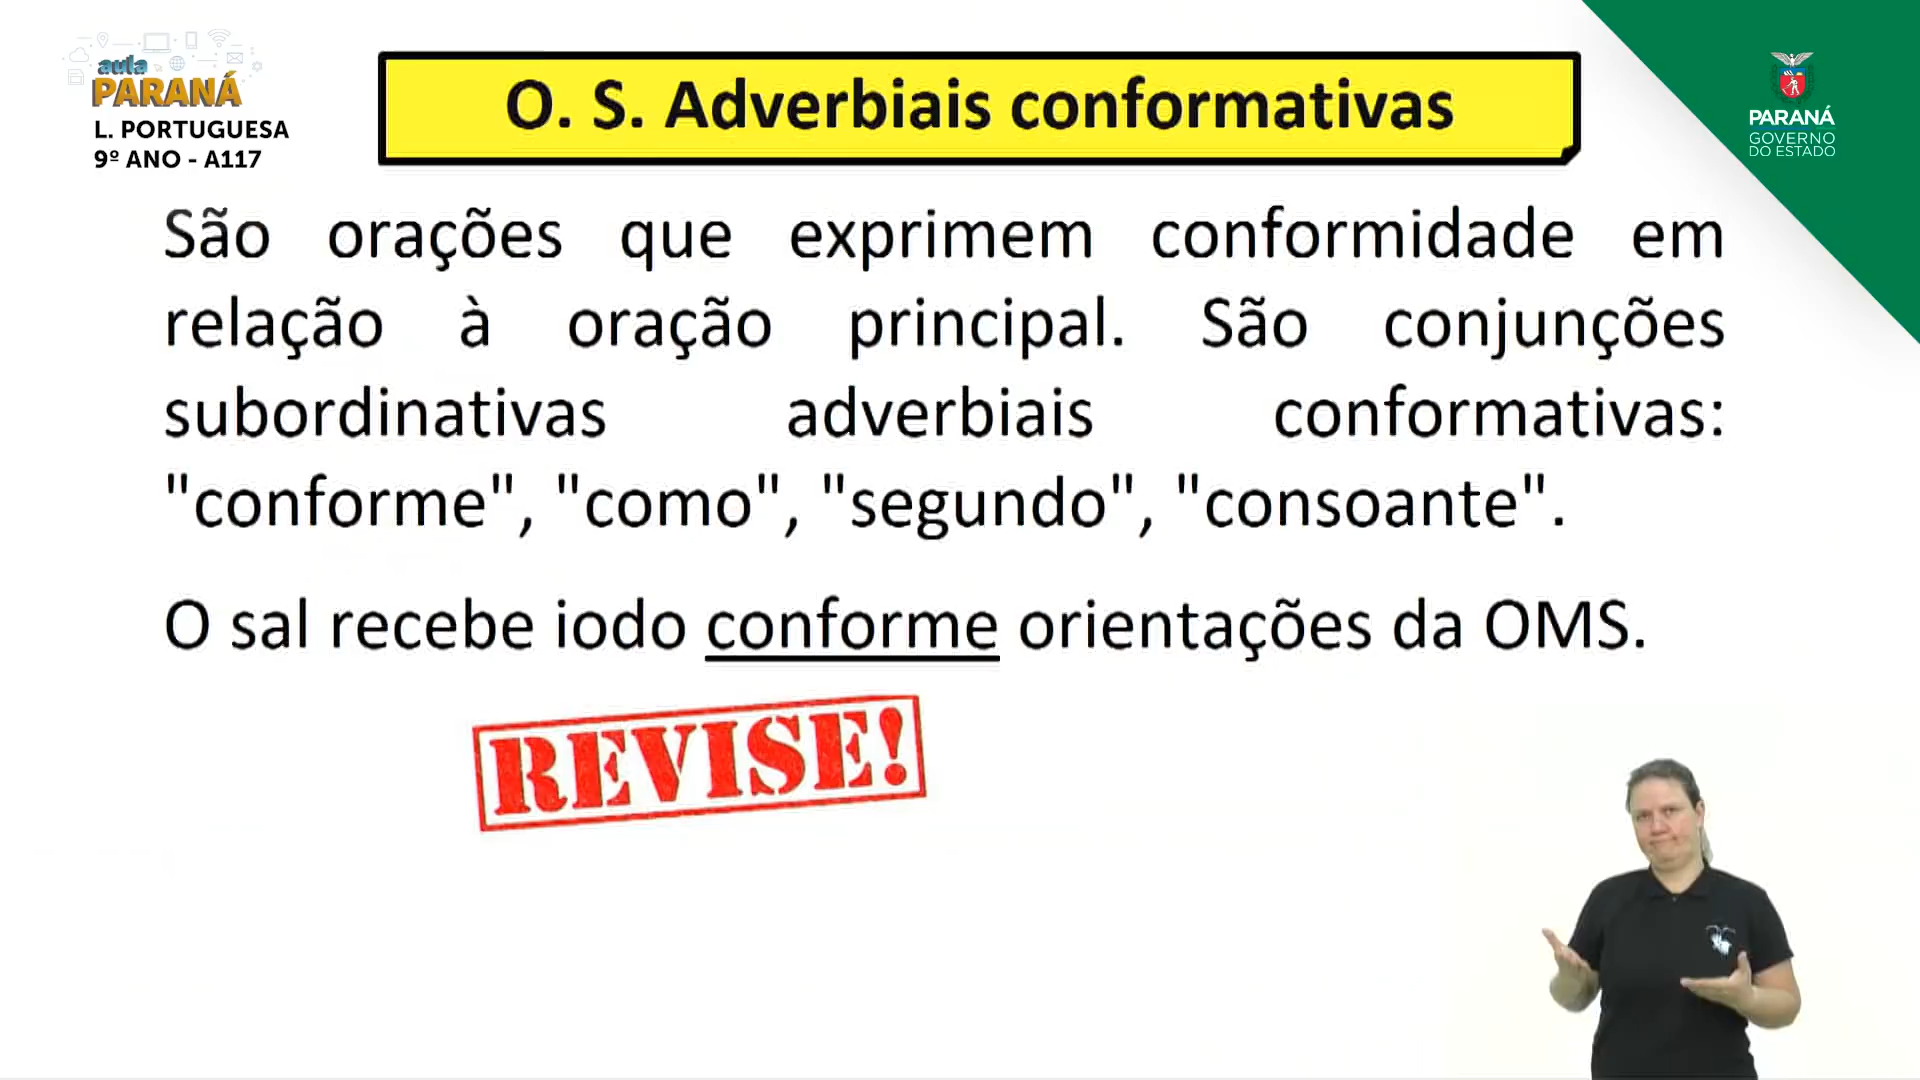 aula
PARANÁ
L. PORTUGUESA
9º ANO - A117
O. S. Adverbiais conformativas
PARANÁ
GOVERNO
DO ESTADO
São orações que exprimem conformidade em
relação à oração principal. São conjunções
subordinativas adverbiais conformativas:
"conforme", "como", "segundo", "consoante".
O sal recebe iodo conforme orientações da OMS.
REVISE!